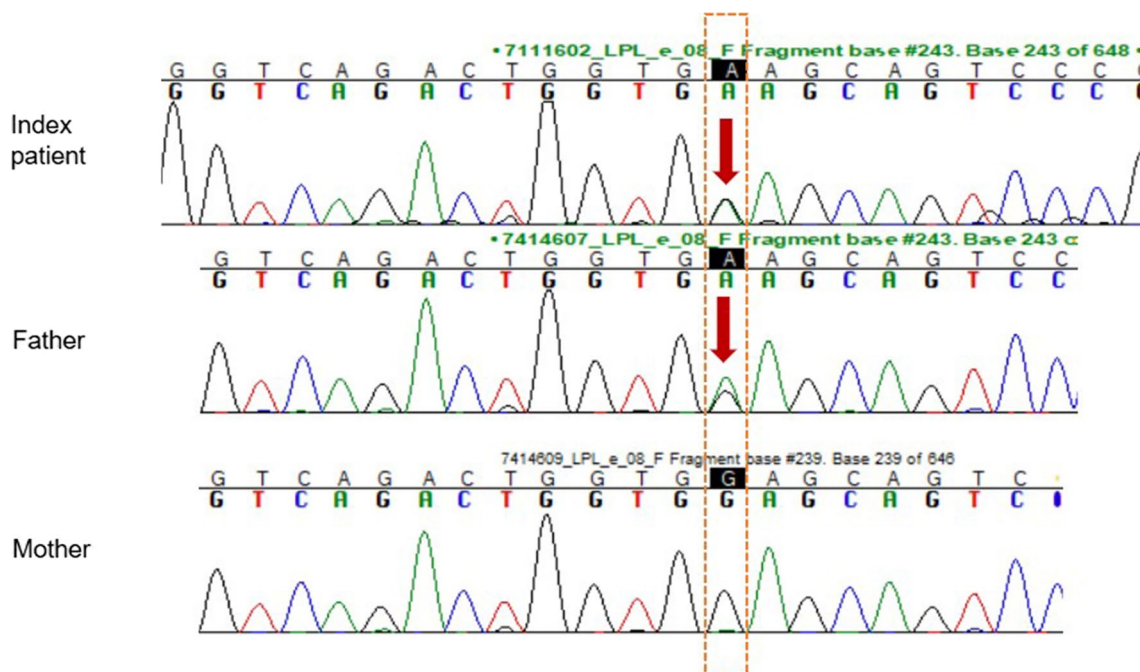 • 7111602_LPL_e_08_F Fragment base #243. Base 243 of 648 •
G G T C A G A C T G G T G A A G C A G T C C C
G G T C A G A C T G G T G A A G C A G T C C C
Index
patient
• 7414607_LPL_e_08_F Fragment base #243. Base 243
G T C A G A C T G G T G A A G C A G T C C
G T C A G A C T G G T G A A G C A G T C C
Father
7414609_LPL_e_08_F Fragment base #239. Base 239 of 646
G T C A G A C T G G T G G A G C A G T C
G T C A G A C T G G T G G A G C A G T C
Mother